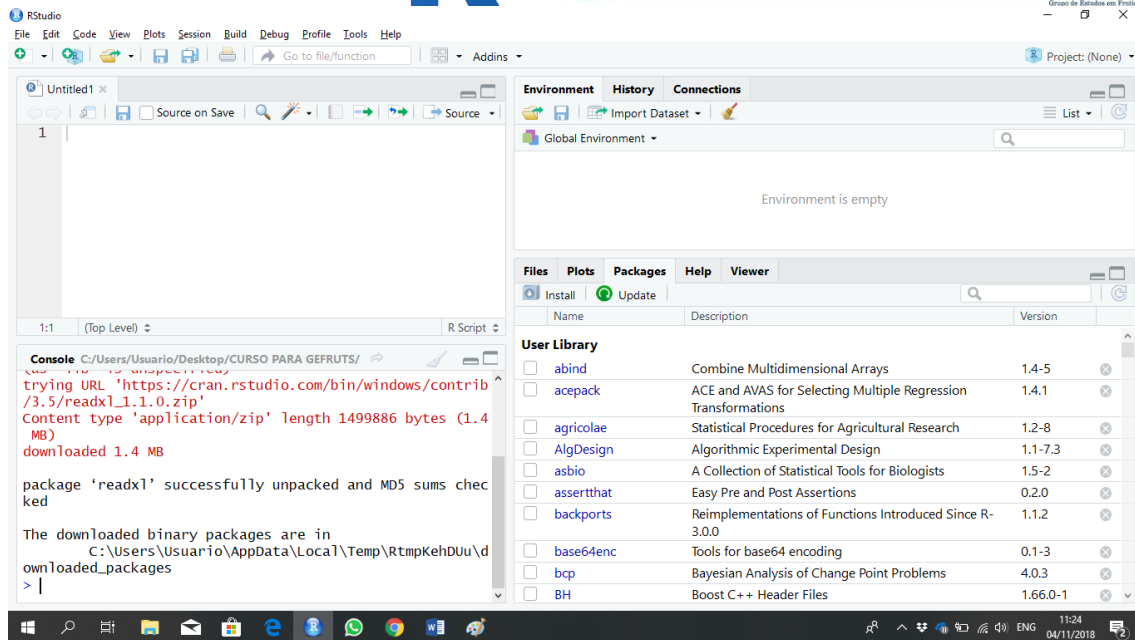 Grupo de Estudos em Fruti
RStudio
File Edit Code View Plots Session Build Debug Profile Tools Help
Go to file/function
Addins
Project: (None)
Untitled1
Source on Save
Source
1
1:1 (Top Level) R Script
Console C:/Users/Usuario/Desktop/CURSO PARA GEFRUTS/
(as 'lib' is unspecified)
trying URL 'https://cran.rstudio.com/bin/windows/contrib
/3.5/readxl_1.1.0.zip'
Content type 'application/zip' length 1499886 bytes (1.4
MB)
downloaded 1.4 MB
package ‘readxl’ successfully unpacked and MD5 sums chec
ked
The downloaded binary packages are in
C:\Users\Usuario\AppData\Local\Temp\RtmpKehDUu\d
ownloaded_packages
>
Environment History Connections
Import Dataset
List
Global Environment
Environment is empty
Files Plots Packages Help Viewer
Install Update
Name Description Version
User Library
abind Combine Multidimensional Arrays 1.4-5
acepack ACE and AVAS for Selecting Multiple Regression 1.4.1
Transformations
agricolae Statistical Procedures for Agricultural Research 1.2-8
AlgDesign Algorithmic Experimental Design 1.1-7.3
asbio A Collection of Statistical Tools for Biologists 1.5-2
assertthat Easy Pre and Post Assertions 0.2.0
backports Reimplementations of Functions Introduced Since R- 1.1.2
3.0.0
base64enc Tools for base64 encoding 0.1-3
bcp Bayesian Analysis of Change Point Problems 4.0.3
BH Boost C++ Header Files 1.66.0-1
ENG
11:24
04/11/2018
2